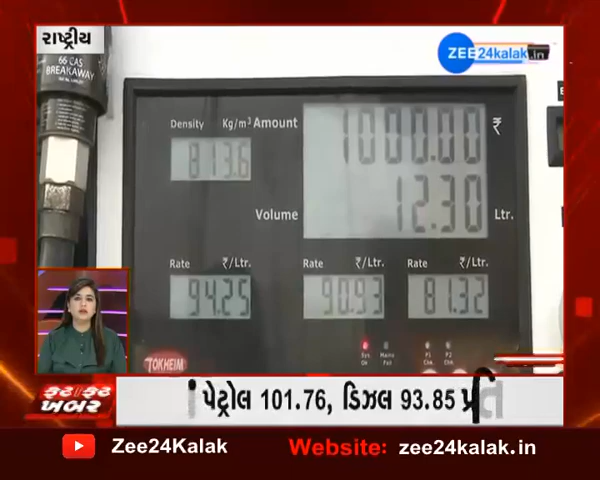 રાષ્ટ્રીય
ZEE24kalak.in
66 GAS
BREAKAWAY
Density Kg/m³ Amount 1000.00 ₹
813.6
Volume 12.30 Ltr.
Rate ₹/Ltr. Rate ₹/Ltr. Rate ₹/Ltr.
94.25 90.93 81.32
TOKHEIM
ફટાફટ
ખબર
પેટ્રોલ 101.76, ડિઝલ 93.85 પ્રતિ
Zee24Kalak Website: zee24kalak.in